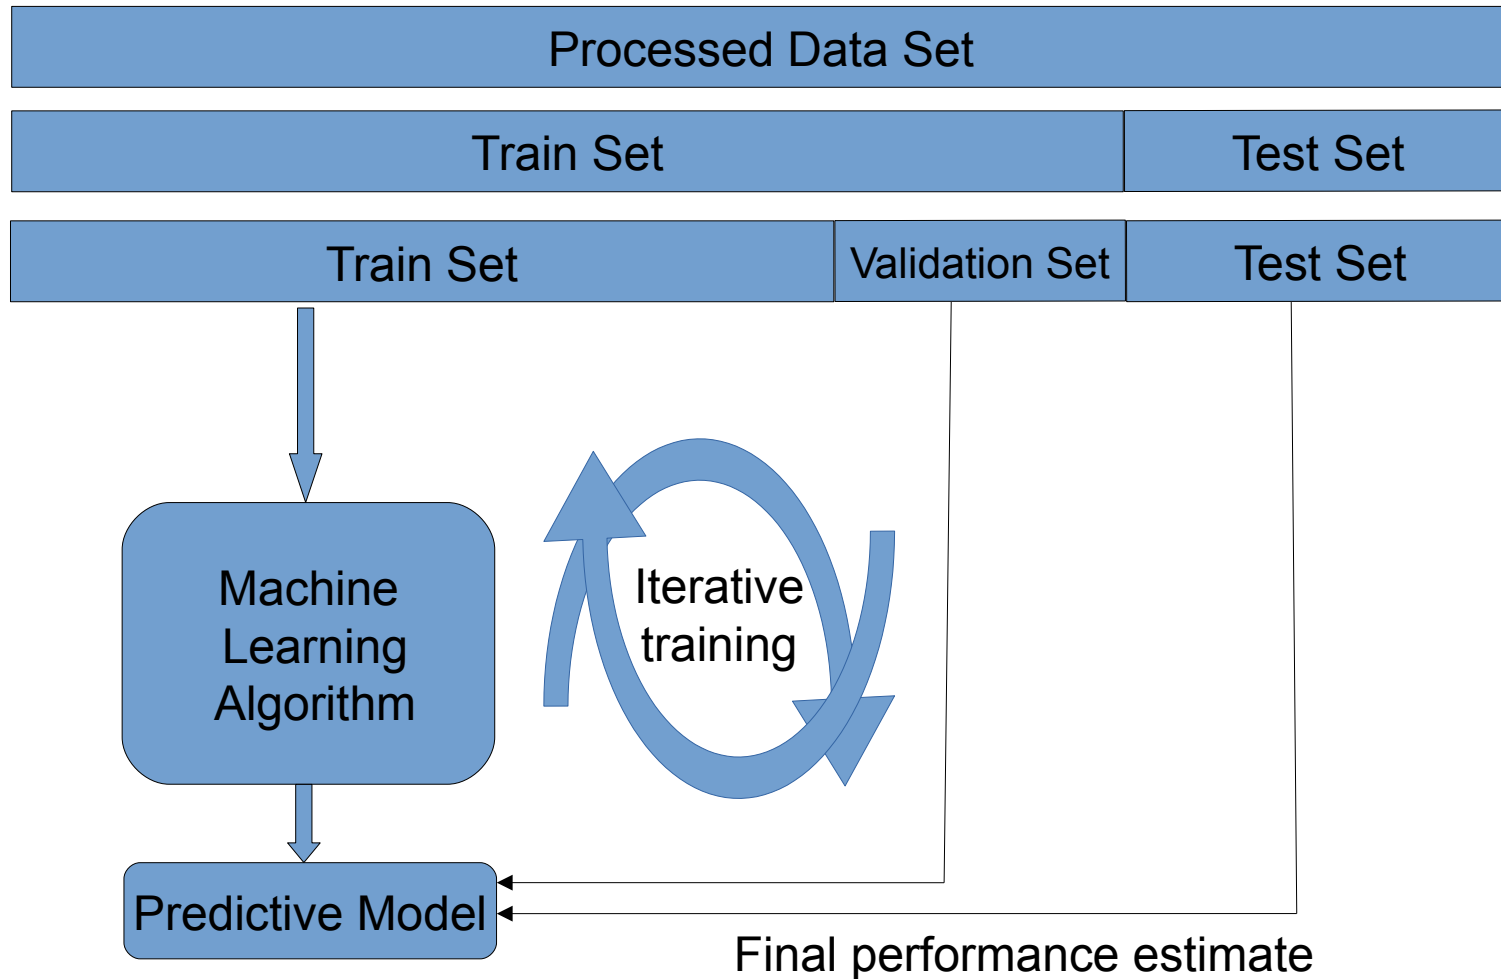 Processed Data Set
Train Set
Test Set
Train Set
Validation Set
Test Set
Machine
Learning
Algorithm
Iterative
training
Predictive Model
Final performance estimate